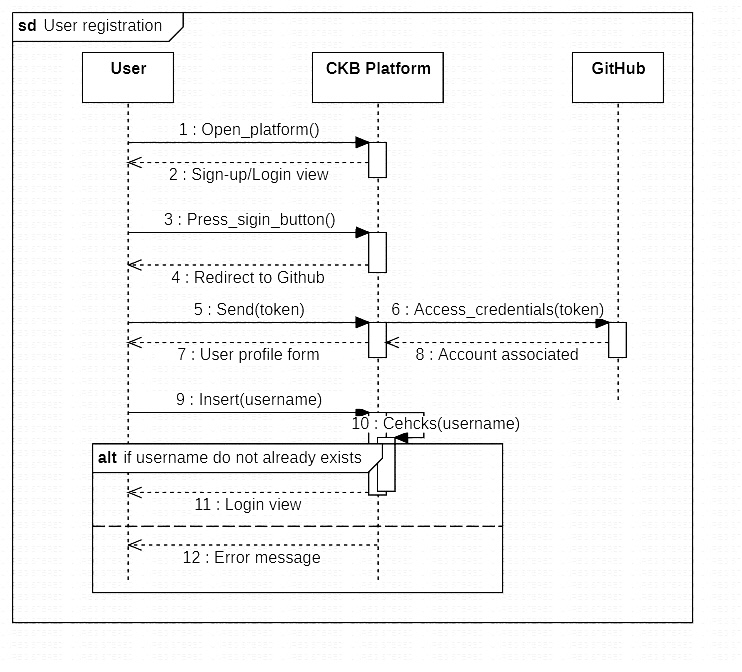 sd User registration
User
CKB Platform
GitHub
1 : Open_platform()
2 : Sign-up/Login view
3 : Press_sigin_button()
4 : Redirect to Github
5 : Send(token)
6 : Access_credentials(token)
7 : User profile form
8 : Account associated
9 : Insert(username)
10 : Cehcks(username)
alt if username do not already exists
11 : Login view
12 : Error message